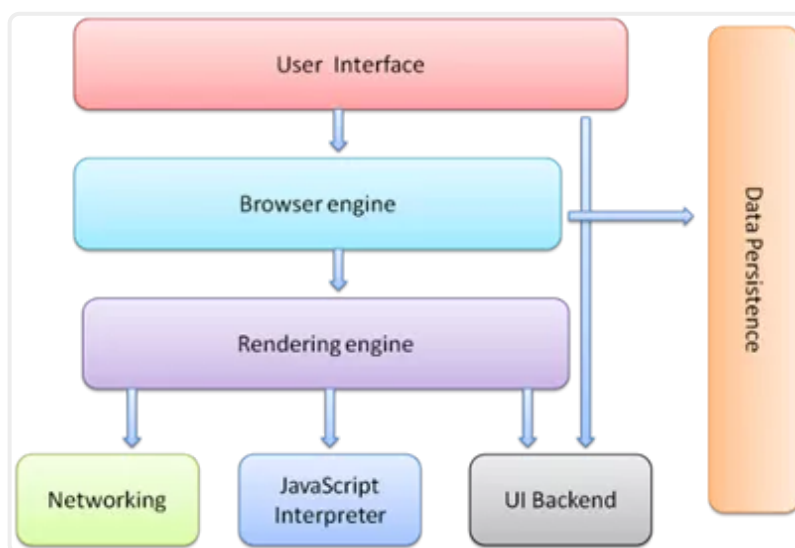 User Interface
Browser engine
Rendering engine
Networking
JavaScript
Interpreter
UI Backend
Data Persistence